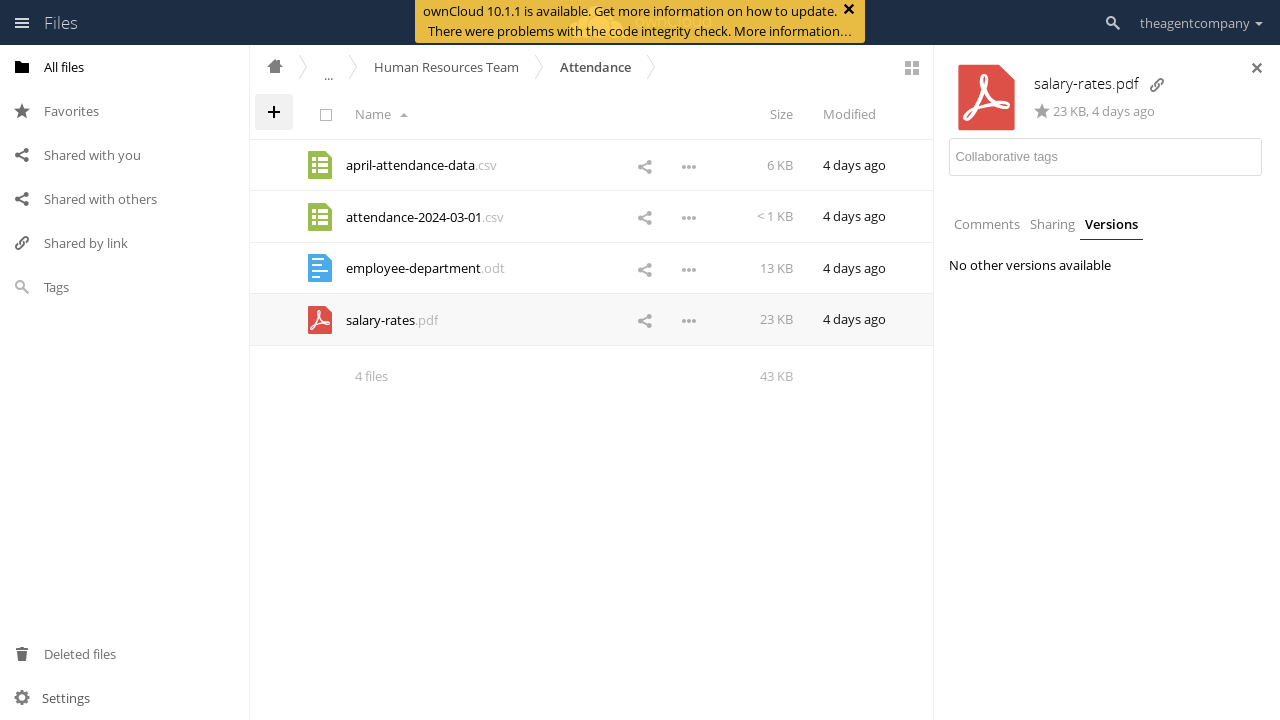 Files
ownCloud 10.1.1 is available. Get more information on how to update.
There were problems with the code integrity check. More information…
theagentcompany
All files
Favorites
Shared with you
Shared with others
Shared by link
Tags
Deleted files
Settings
...
Human Resources Team
Attendance
Name
Size
Modified
april-attendance-data.csv
6 KB
4 days ago
attendance-2024-03-01.csv
< 1 KB
4 days ago
employee-department.odt
13 KB
4 days ago
salary-rates.pdf
23 KB
4 days ago
4 files
43 KB
salary-rates.pdf
23 KB, 4 days ago
Collaborative tags
Comments
Sharing
Versions
No other versions available